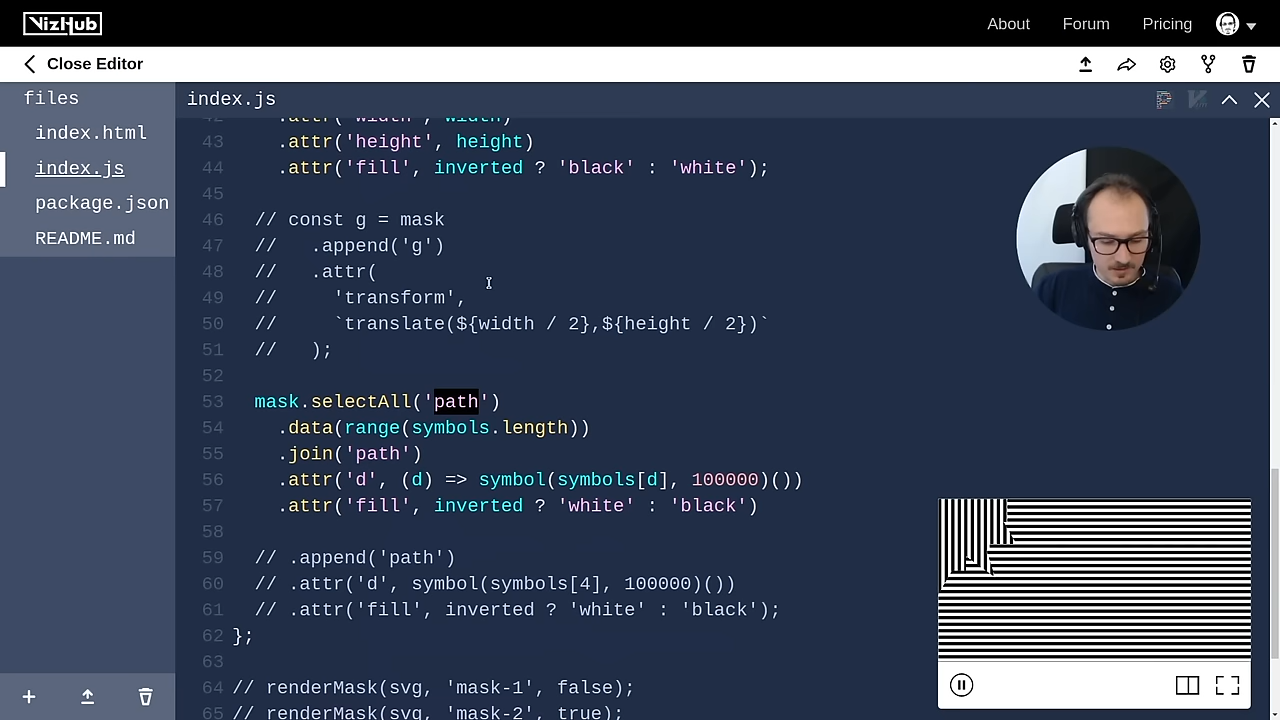 VizHub
About Forum Pricing
Close Editor
files
index.html
index.js
package.json
README.md
index.js
42 .attr('width', width)
43 .attr('height', height)
44 .attr('fill', inverted ? 'black' : 'white');
45
46 // const g = mask
47 //   .append('g')
48 //   .attr(
49 //     'transform',
50 //     `translate(${width / 2},${height / 2})`
51 //   );
52
53 mask.selectAll('path')
54 .data(range(symbols.length))
55 .join('path')
56 .attr('d', (d) => symbol(symbols[d], 100000)())
57 .attr('fill', inverted ? 'white' : 'black')
58
59 // .append('path')
60 // .attr('d', symbol(symbols[4], 100000)())
61 // .attr('fill', inverted ? 'white' : 'black');
62 };
63
64 // renderMask(svg, 'mask-1', false);
65 // renderMask(svg, 'mask-2', true);